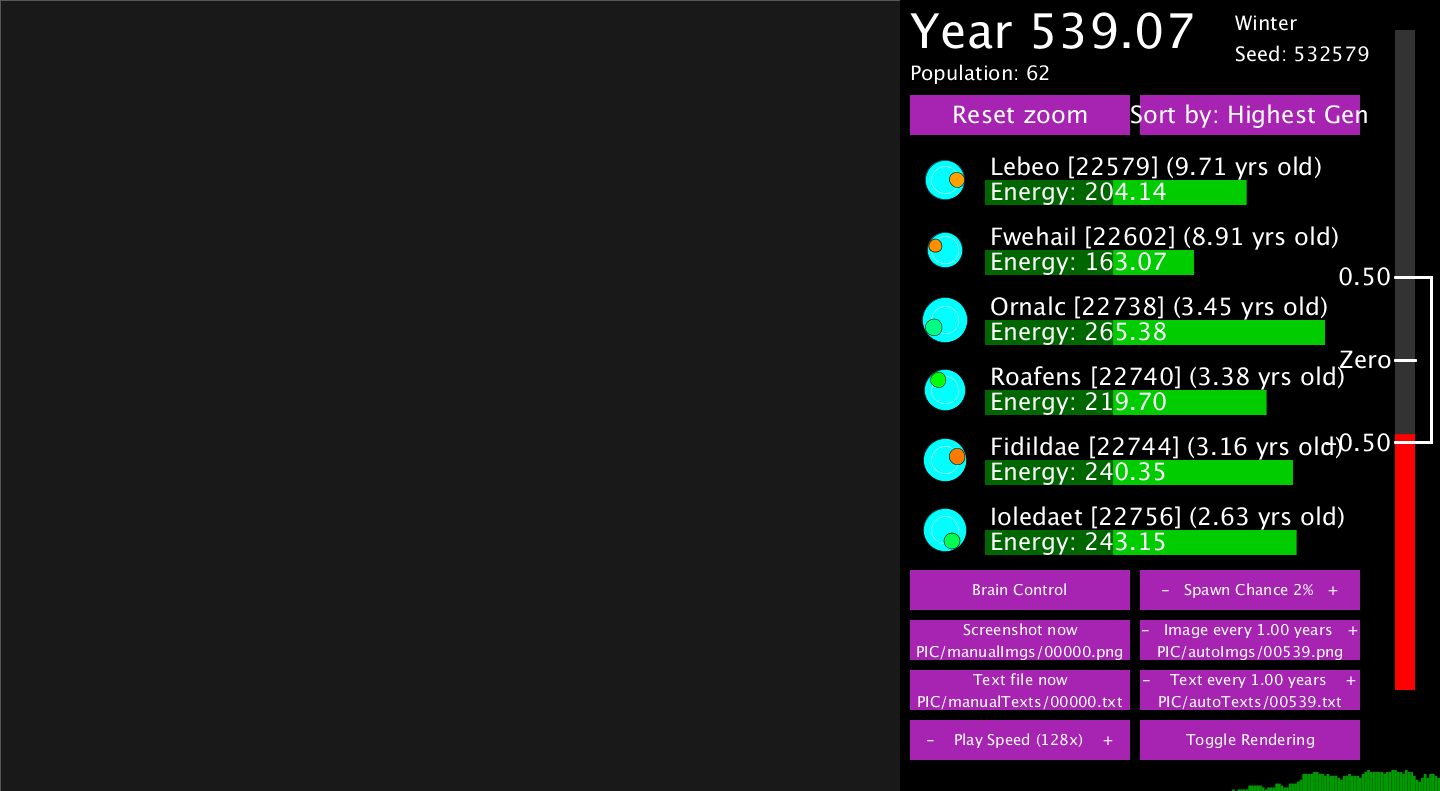 Year 539.07
Winter
Seed: 532579
Population: 62
Reset zoom
Sort by: Highest Gen
Lebeo [22579] (9.71 yrs old)
Energy: 204.14
Fwehail [22602] (8.91 yrs old)
Energy: 163.07
0.50
Ornalc [22738] (3.45 yrs old)
Energy: 265.38
Zero
Roafens [22740] (3.38 yrs old)
Energy: 219.70
-0.50
Fidildae [22744] (3.16 yrs old)
Energy: 240.35
Ioledaet [22756] (2.63 yrs old)
Energy: 243.15
Brain Control
- Spawn Chance 2% +
Screenshot now
PIC/manualImgs/00000.png
- Image every 1.00 years +
PIC/autoImgs/00539.png
Text file now
PIC/manualTexts/00000.txt
- Text every 1.00 years +
PIC/autoTexts/00539.txt
- Play Speed (128x) +
Toggle Rendering